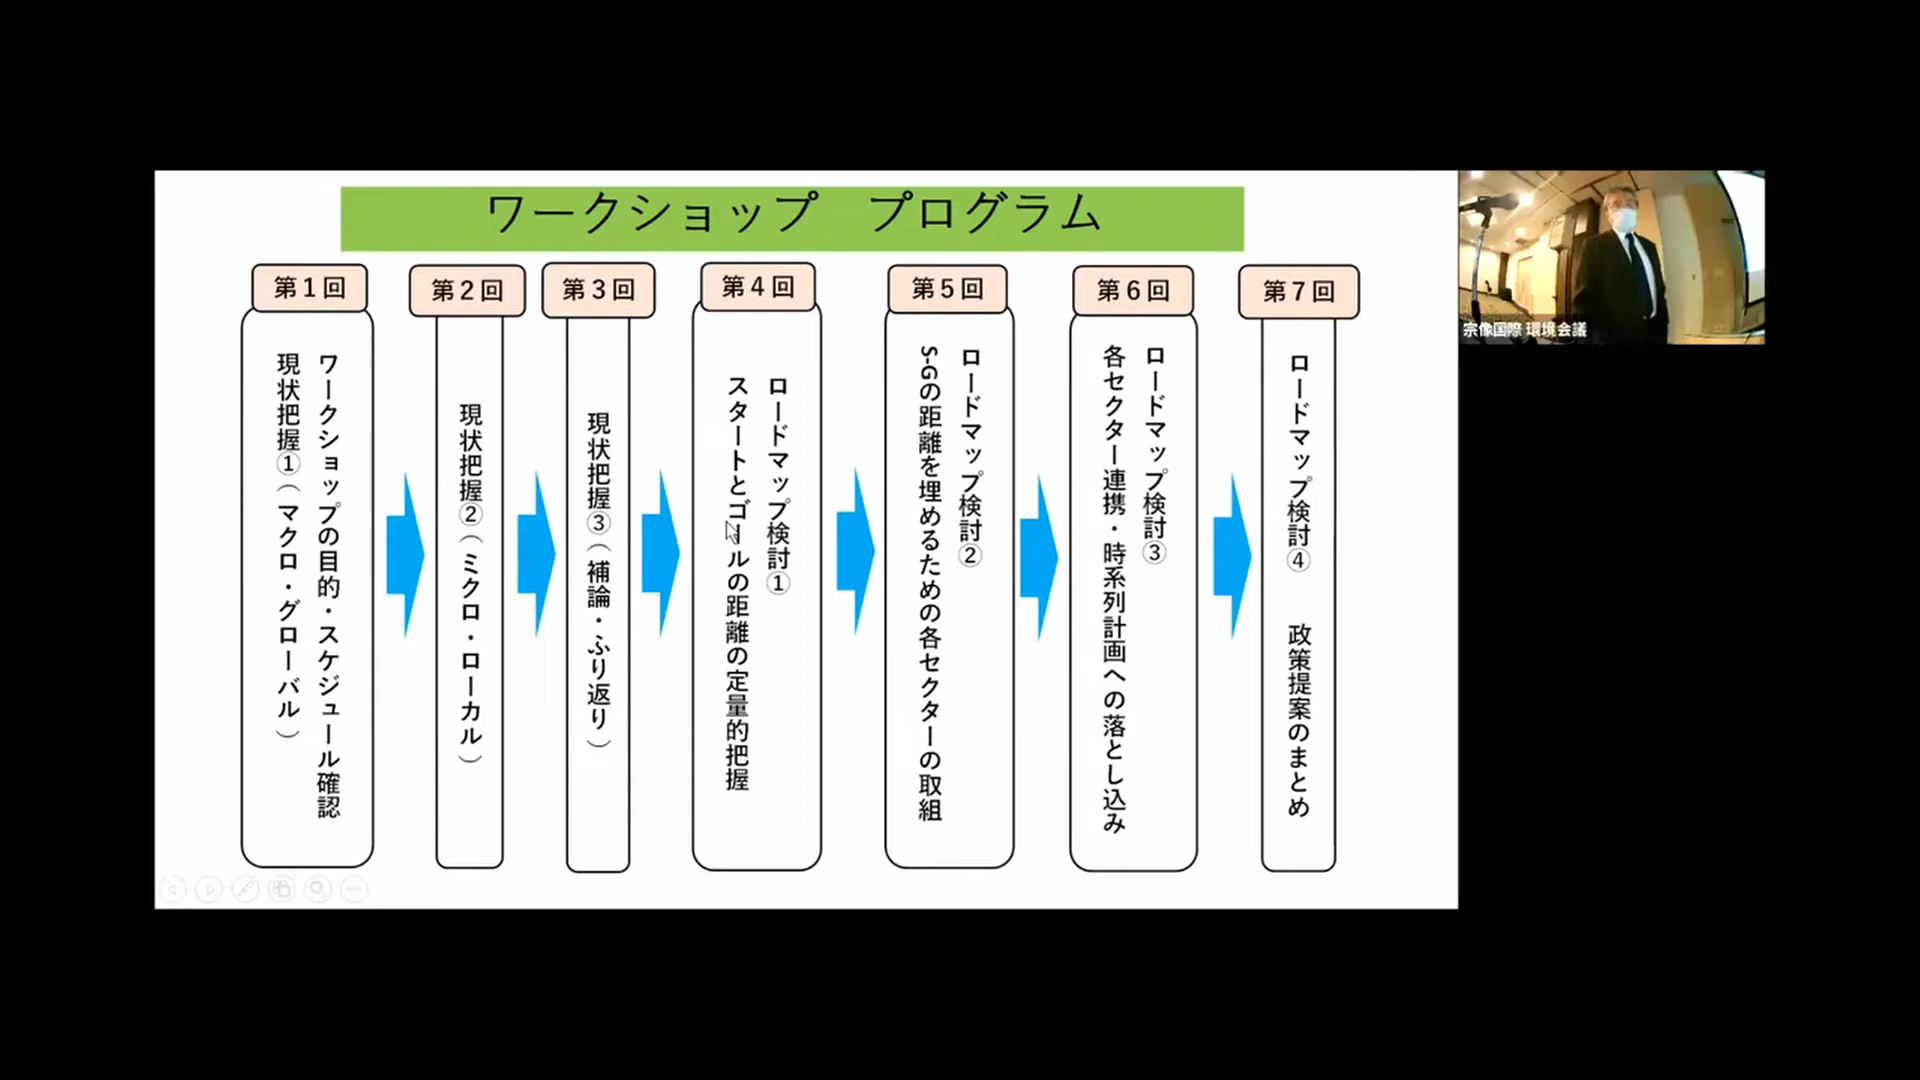 ワークショップ　プログラム
第1回
ワークショップの目的・スケジュール確認
現状把握①（マクロ・グローバル）
第2回
現状把握②（ミクロ・ローカル）
第3回
現状把握③（補論・ふり返り）
第4回
ロードマップ検討①
スタートとゴールの距離の定量的把握
第5回
ロードマップ検討②
S-Gの距離を埋めるための各セクターの取組
第6回
ロードマップ検討③
各セクター連携・時系列計画への落とし込み
第7回
ロードマップ検討④　政策提案のまとめ
宗像国際 環境会議